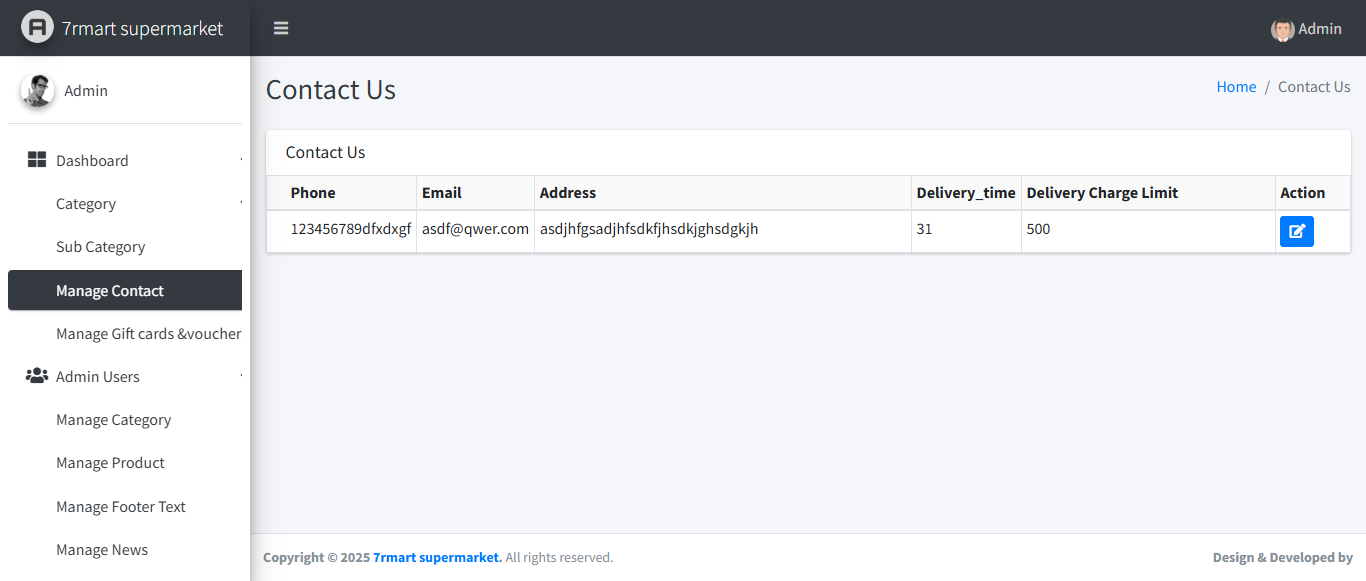 7rmart supermarket
Admin
Admin
Contact Us
Home / Contact Us
Dashboard
Category
Sub Category
Manage Contact
Manage Gift cards &voucher
Admin Users
Manage Category
Manage Product
Manage Footer Text
Manage News
Contact Us
Phone Email Address Delivery_time Delivery Charge Limit Action
123456789dfxdxgf asdf@qwer.com asdjhfgsadjhfsdkfjhsdkjghsdgkjh 31 500
Copyright © 2025 7rmart supermarket. All rights reserved.
Design & Developed by